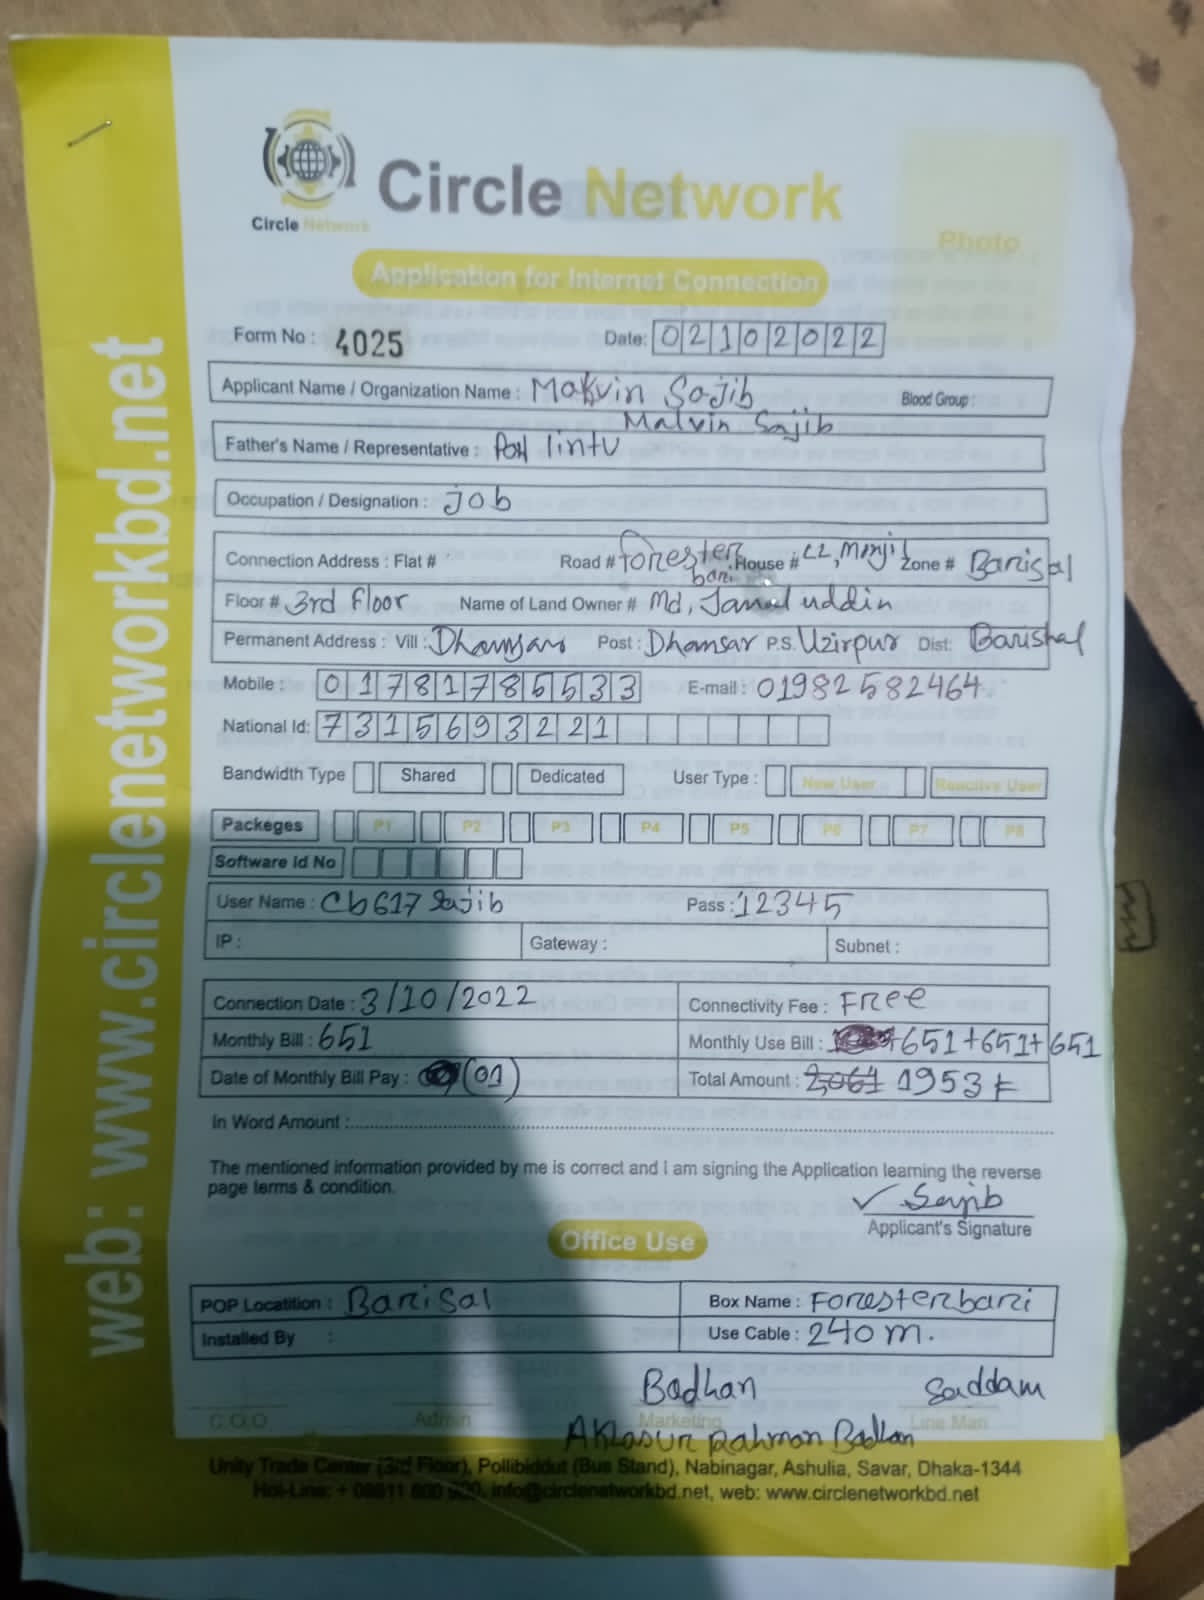 Circle Network
Circle Network
Photo
Application for Internet Connection
Form No : 4025 Date: 02102022
Applicant Name / Organization Name : Makvin Sajib Blood Group :
Malvin Sajib
Father's Name / Representative : lintu
Occupation / Designation : Job
Connection Address : Flat # Road # Forester bari House # 22, Monjil Zone # Barisal
Floor # 3rd Floor Name of Land Owner # Md, Jamal uddin
Permanent Address : Vill : Dhamsar Post : Dhamsar P.S. Uzirpur Dist: Barishal
Mobile : 01781785533 E-mail : 01982582464
National Id: 7315693221
Bandwidth Type Shared Dedicated User Type : New User Reactive User
Packeges P1 P2 P3 P4 P5 P6 P7 P8
Software Id No
User Name : Cb617 Sajib Pass : 12345
IP : Gateway : Subnet :
Connection Date : 3/10/2022 Connectivity Fee : Free
Monthly Bill : 651 Monthly Use Bill : +651+651+651
Date of Monthly Bill Pay : (01) Total Amount : 2,061 1953
In Word Amount :
The mentioned information provided by me is correct and I am signing the Application learning the reverse
page terms & condition.
Sajib
Applicant's Signature
Office Use
POP Locatition : Barisal Box Name : Foresterbari
Installed By : Use Cable : 240 m.
Badhan Saddam
C.O.O Admin Marketing Line Man
Rahman Badhan
Unity Trade Center (3rd Floor), Pollibiddut (Bus Stand), Nabinagar, Ashulia, Savar, Dhaka-1344
Hot-Line: + info@circlenetworkbd.net, web: www.circlenetworkbd.net
web: www.circlenetworkbd.net